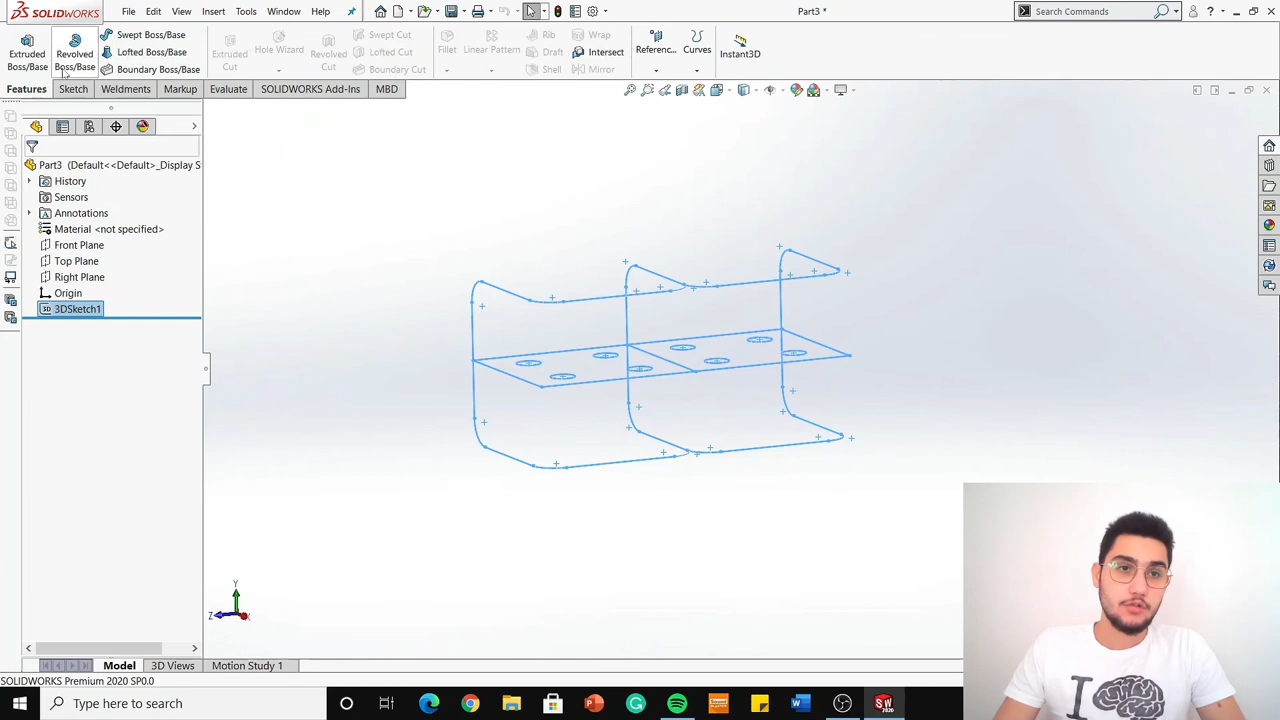 SOLIDWORKS File Edit View Insert Tools Window Help Part3 * Search Commands
Extruded Boss/Base Revolved Boss/Base Swept Boss/Base Lofted Boss/Base Boundary Boss/Base Extruded Cut Hole Wizard Revolved Cut Swept Cut Lofted Cut Boundary Cut Fillet Linear Pattern Rib Draft Shell Wrap Intersect Mirror Referenc... Curves Instant3D
Features Sketch Weldments Markup Evaluate SOLIDWORKS Add-Ins MBD
Part3 (Default<<Default>_Display S
History
Sensors
Annotations
Material <not specified>
Front Plane
Top Plane
Right Plane
Origin
3D 3DSketch1
Y
Z
I
Model 3D Views Motion Study 1
SOLIDWORKS Premium 2020 SP0.0
Type here to search